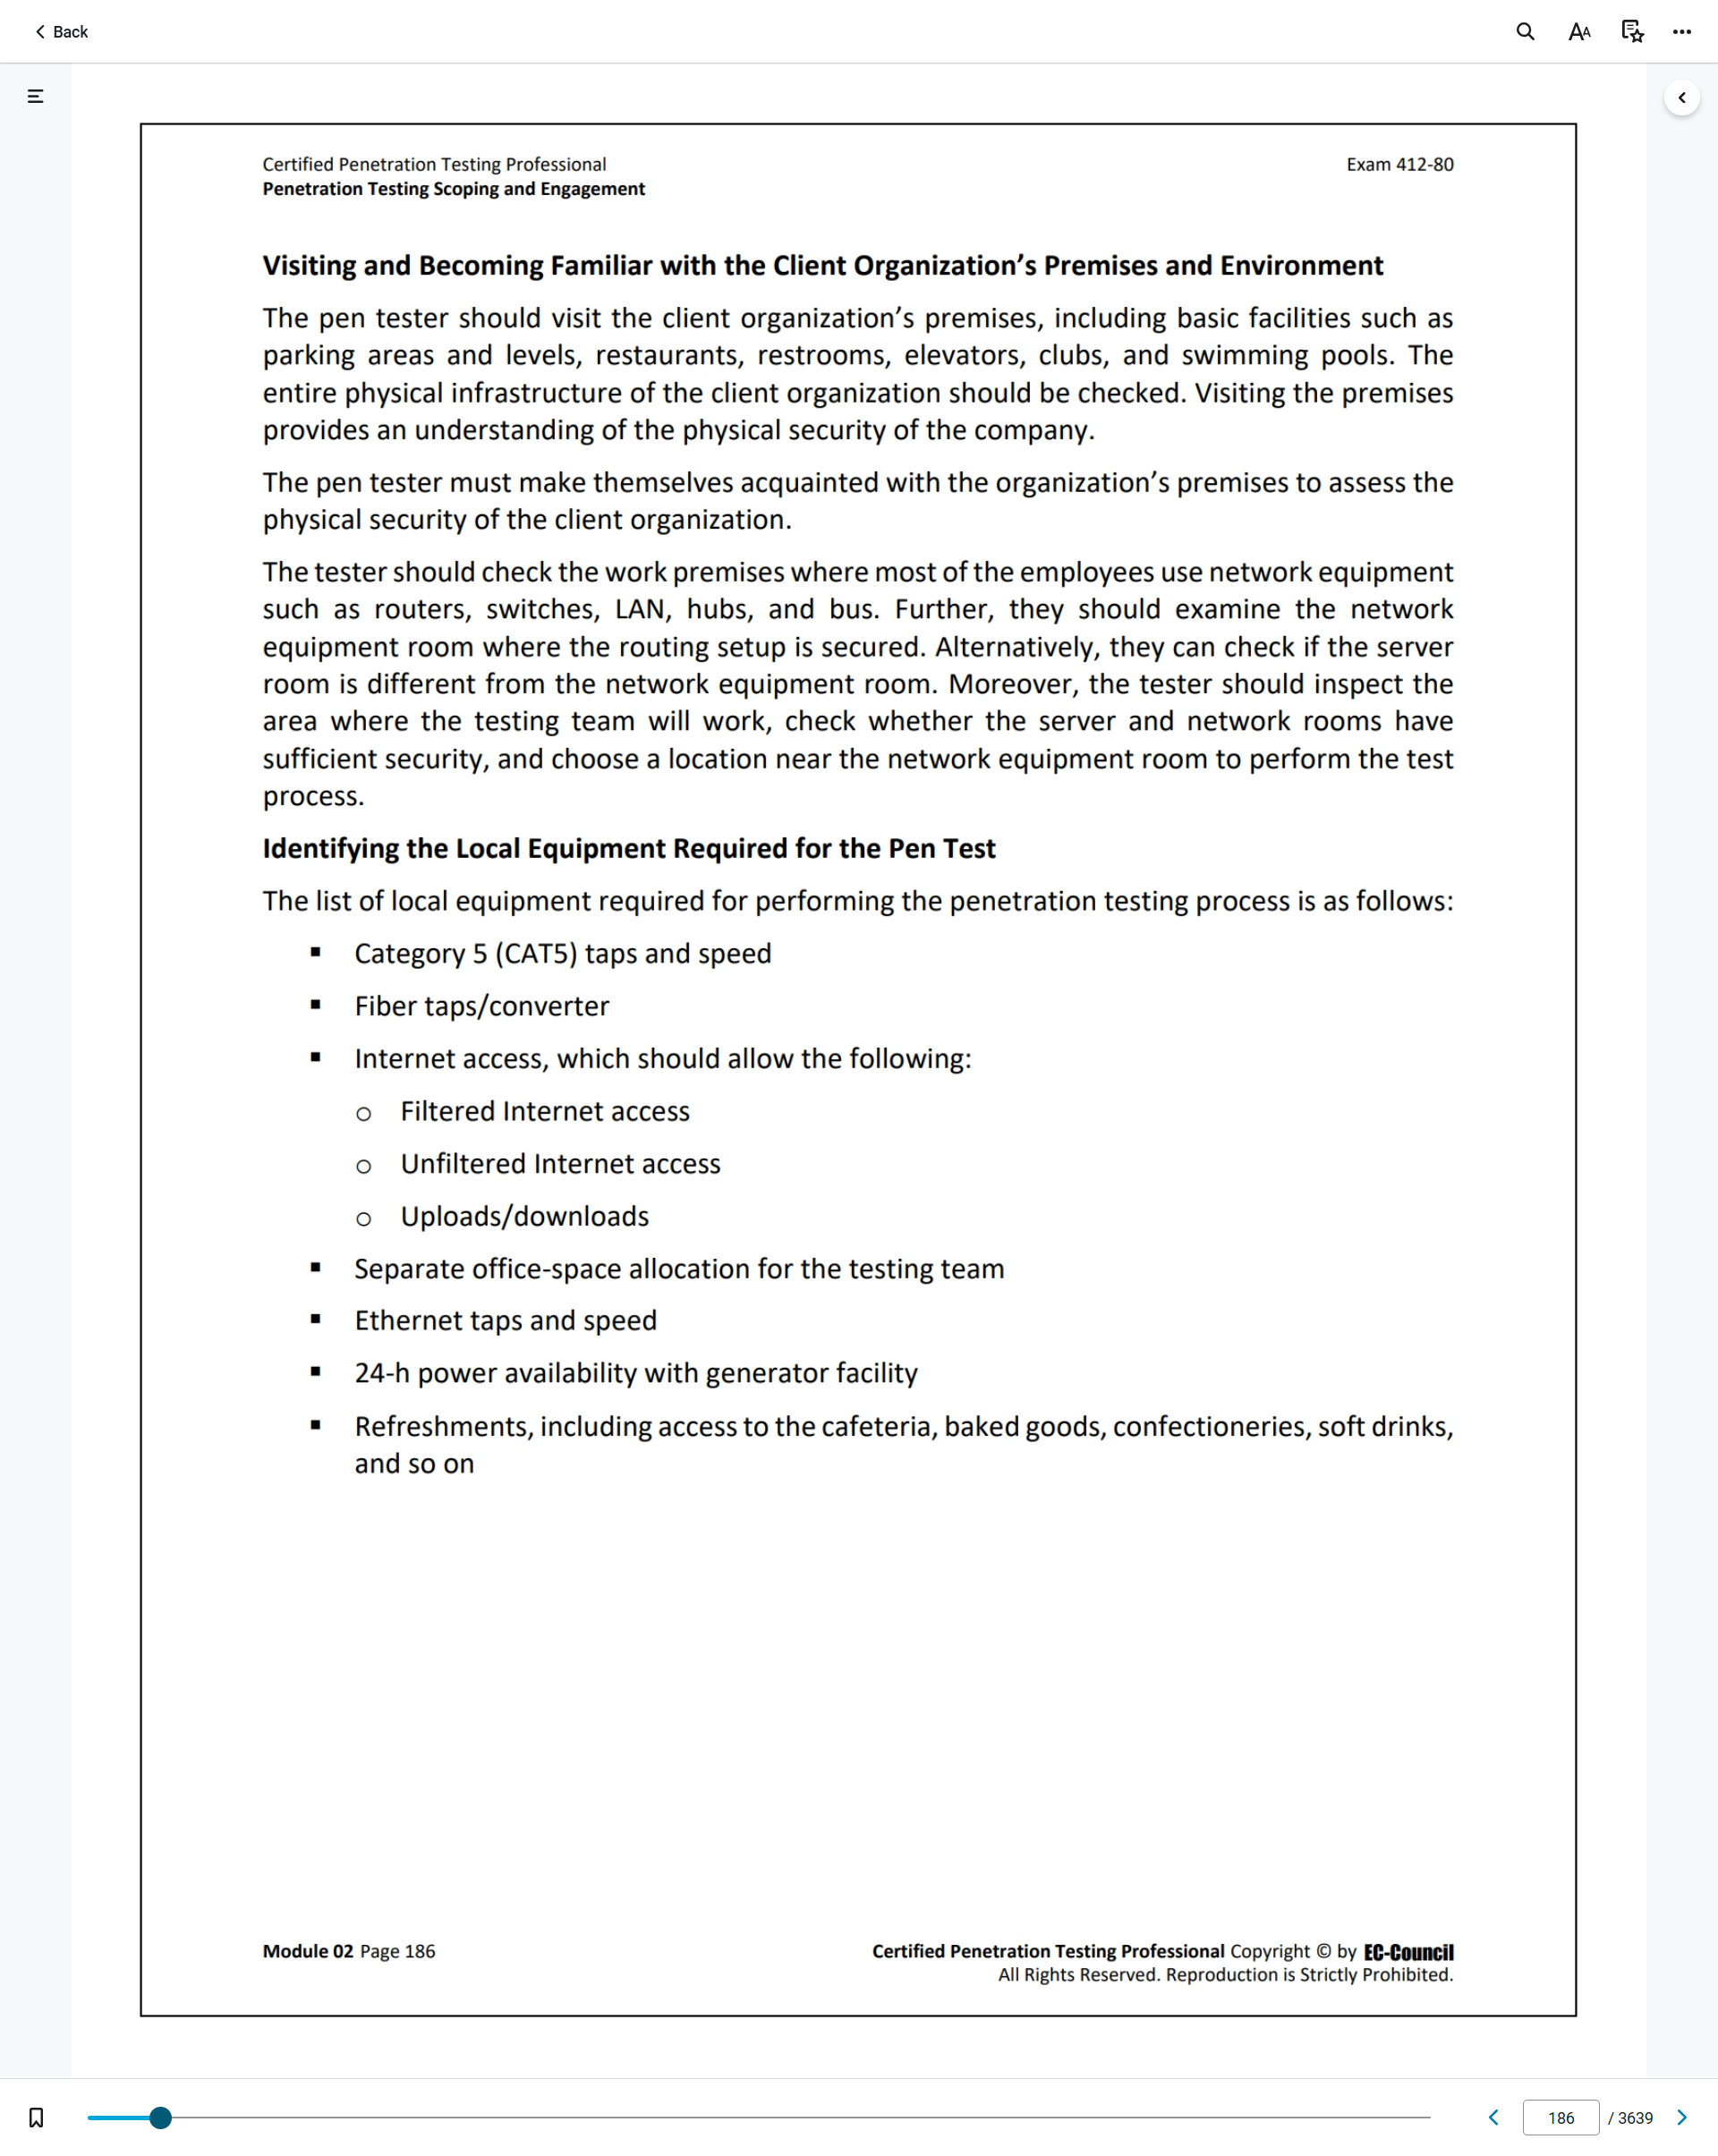 Back
Certified Penetration Testing Professional Exam 412-80
Penetration Testing Scoping and Engagement
Visiting and Becoming Familiar with the Client Organization’s Premises and Environment
The pen tester should visit the client organization’s premises, including basic facilities such as
parking areas and levels, restaurants, restrooms, elevators, clubs, and swimming pools. The
entire physical infrastructure of the client organization should be checked. Visiting the premises
provides an understanding of the physical security of the company.
The pen tester must make themselves acquainted with the organization’s premises to assess the
physical security of the client organization.
The tester should check the work premises where most of the employees use network equipment
such as routers, switches, LAN, hubs, and bus. Further, they should examine the network
equipment room where the routing setup is secured. Alternatively, they can check if the server
room is different from the network equipment room. Moreover, the tester should inspect the
area where the testing team will work, check whether the server and network rooms have
sufficient security, and choose a location near the network equipment room to perform the test
process.
Identifying the Local Equipment Required for the Pen Test
The list of local equipment required for performing the penetration testing process is as follows:
▪ Category 5 (CAT5) taps and speed
▪ Fiber taps/converter
▪ Internet access, which should allow the following:
o Filtered Internet access
o Unfiltered Internet access
o Uploads/downloads
▪ Separate office-space allocation for the testing team
▪ Ethernet taps and speed
▪ 24-h power availability with generator facility
▪ Refreshments, including access to the cafeteria, baked goods, confectioneries, soft drinks,
and so on
Module 02 Page 186 Certified Penetration Testing Professional Copyright © by EC-Council
All Rights Reserved. Reproduction is Strictly Prohibited.
186 / 3639